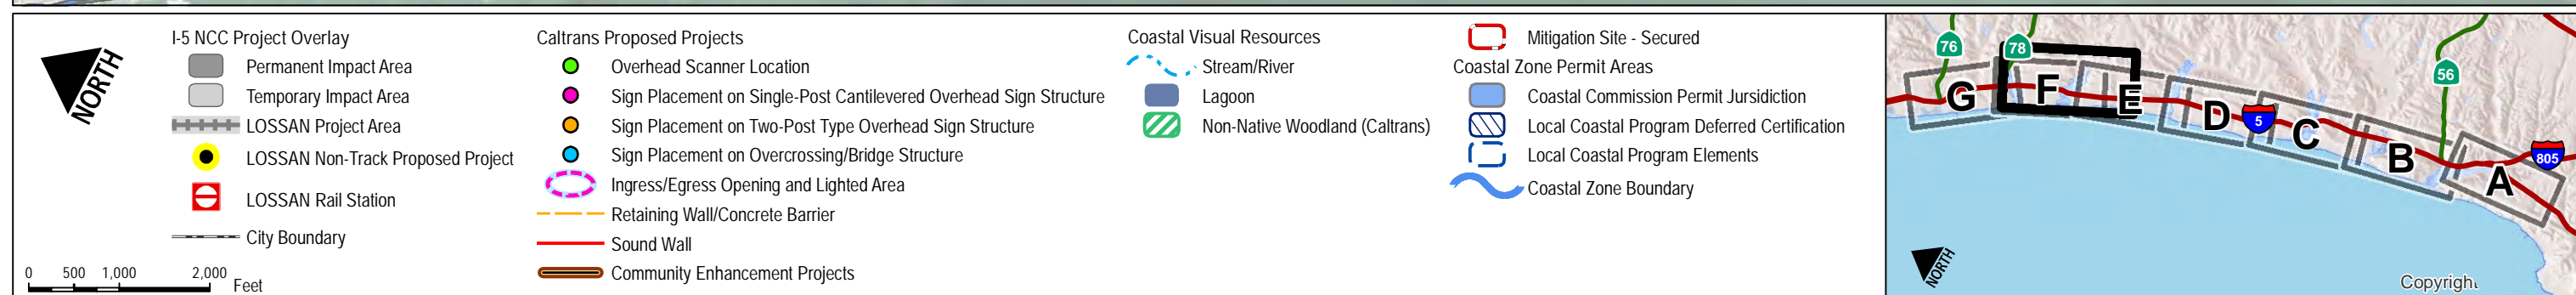 NORTH
0 500 1,000 2,000
Feet
I-5 NCC Project Overlay
Permanent Impact Area
Temporary Impact Area
LOSSAN Project Area
LOSSAN Non-Track Proposed Project
LOSSAN Rail Station
City Boundary
Caltrans Proposed Projects
Overhead Scanner Location
Sign Placement on Single-Post Cantilevered Overhead Sign Structure
Sign Placement on Two-Post Type Overhead Sign Structure
Sign Placement on Overcrossing/Bridge Structure
Ingress/Egress Opening and Lighted Area
Retaining Wall/Concrete Barrier
Sound Wall
Community Enhancement Projects
Coastal Visual Resources
Stream/River
Lagoon
Non-Native Woodland (Caltrans)
Mitigation Site - Secured
Coastal Zone Permit Areas
Coastal Commission Permit Jursidiction
Local Coastal Program Deferred Certification
Local Coastal Program Elements
Coastal Zone Boundary
76
78
56
G
F
E
D
5
C
B
A
805
NORTH
Copyright